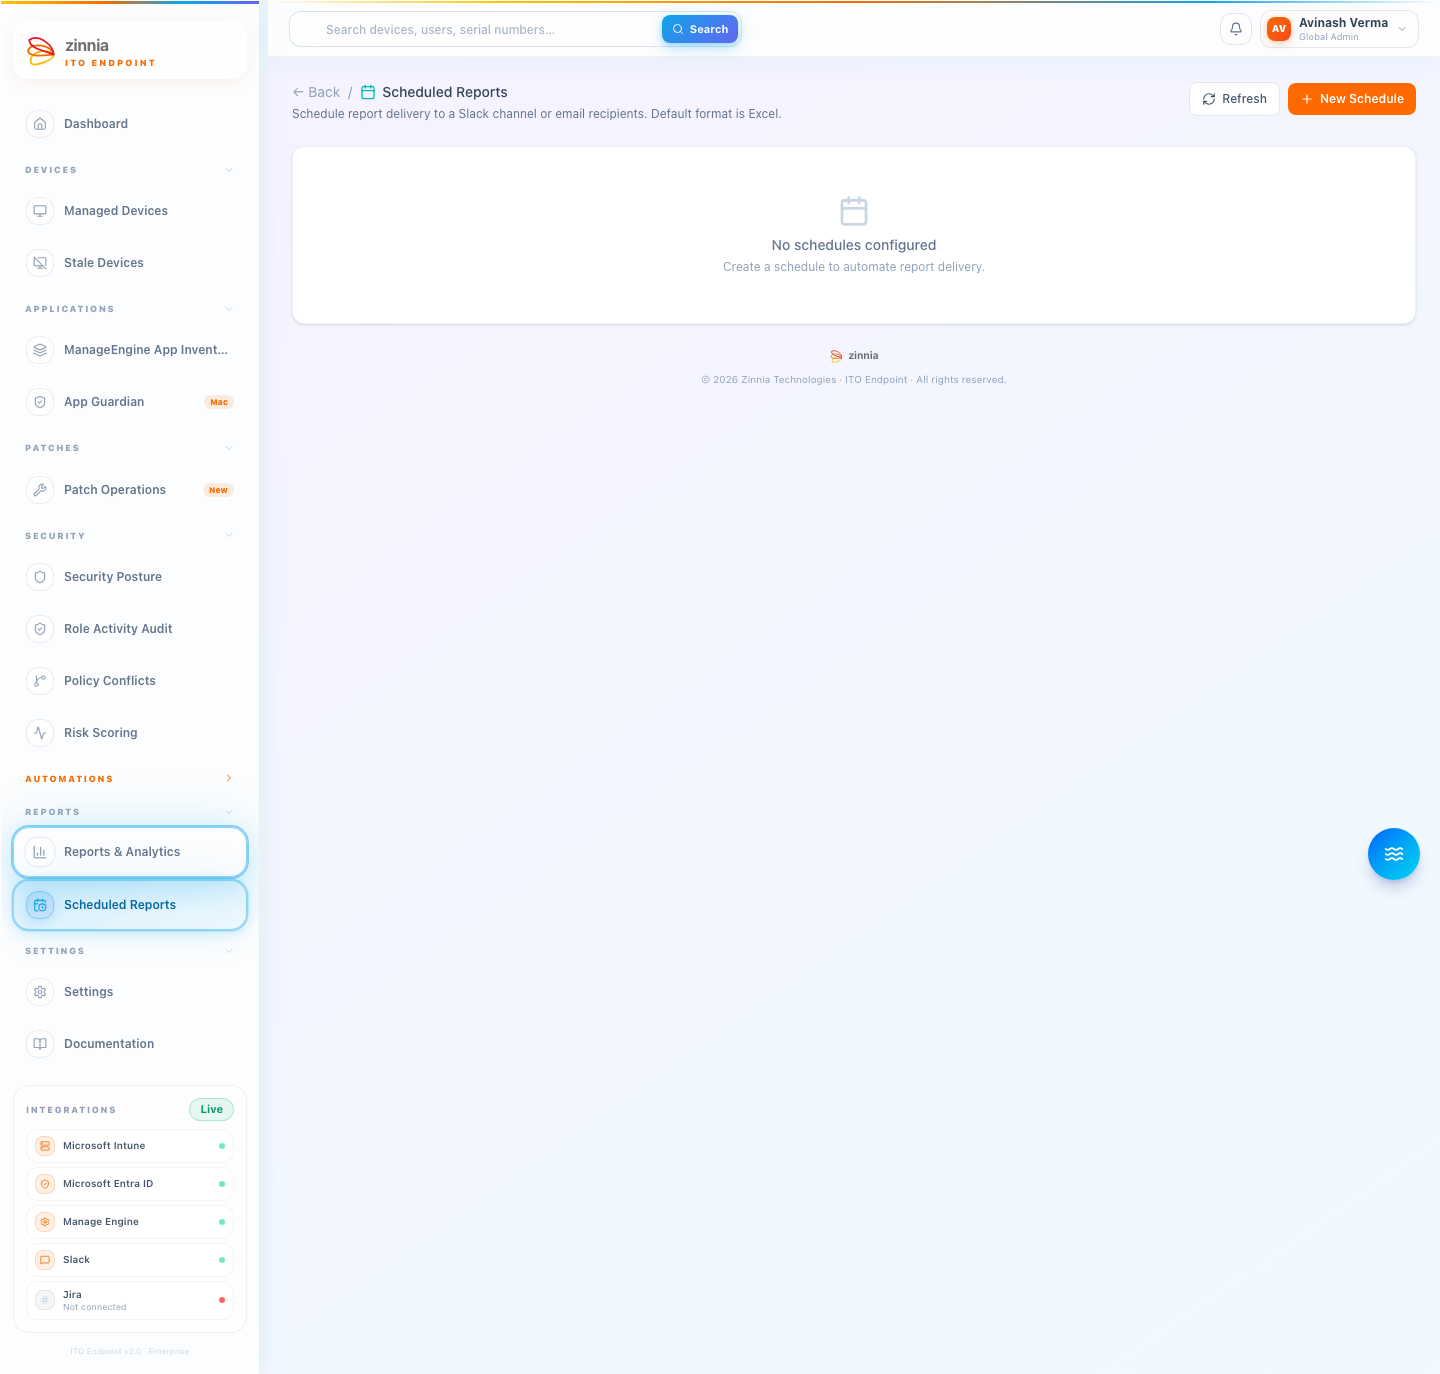 zinnia
ITO ENDPOINT
Dashboard
DEVICES
Managed Devices
Stale Devices
APPLICATIONS
ManageEngine App Invent...
App Guardian
Mac
PATCHES
Patch Operations
New
SECURITY
Security Posture
Role Activity Audit
Policy Conflicts
Risk Scoring
AUTOMATIONS
REPORTS
Reports & Analytics
Scheduled Reports
SETTINGS
Settings
Documentation
INTEGRATIONS
Live
Microsoft Intune
Microsoft Entra ID
Manage Engine
Slack
Jira
Not connected
ITO Endpoint v2.0 · Enterprise
Search devices, users, serial numbers...
Search
AV
Avinash Verma
Global Admin
← Back / Scheduled Reports
Schedule report delivery to a Slack channel or email recipients. Default format is Excel.
Refresh
New Schedule
No schedules configured
Create a schedule to automate report delivery.
zinnia
© 2026 Zinnia Technologies · ITO Endpoint · All rights reserved.